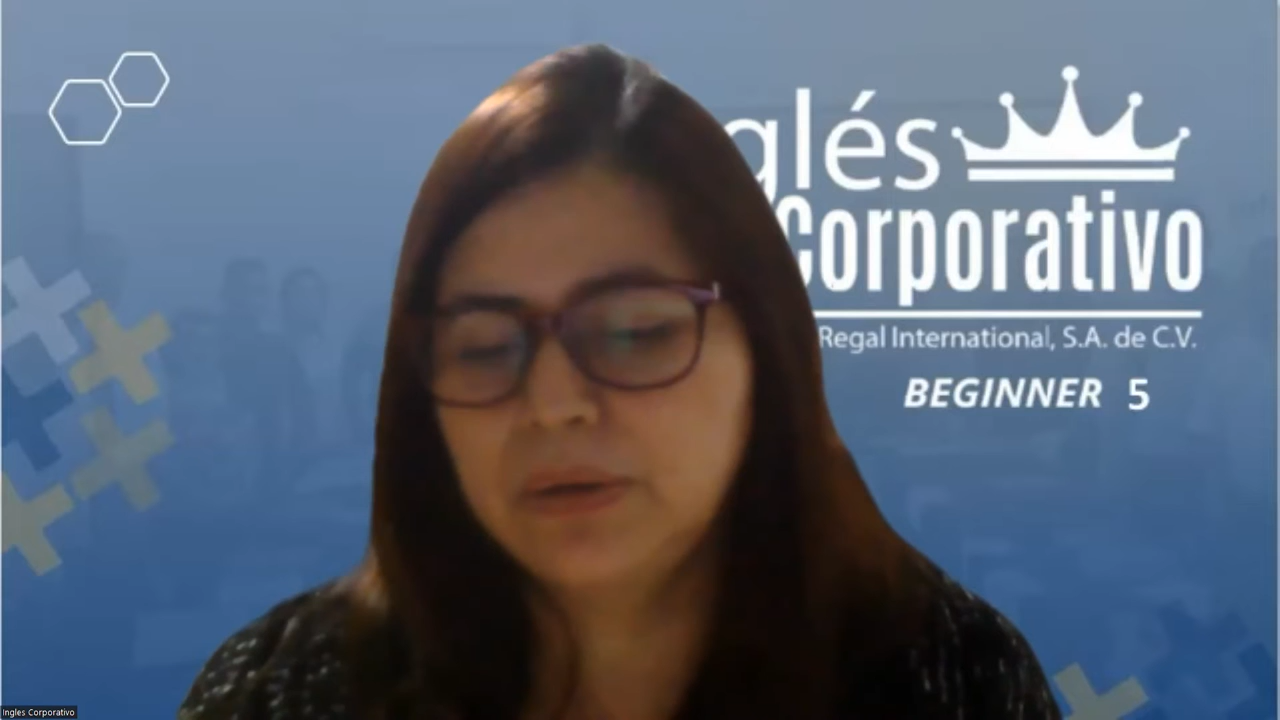 glés
Corporativo
Regal International, S.A. de C.V.
BEGINNER 5
Ingles Corporativo